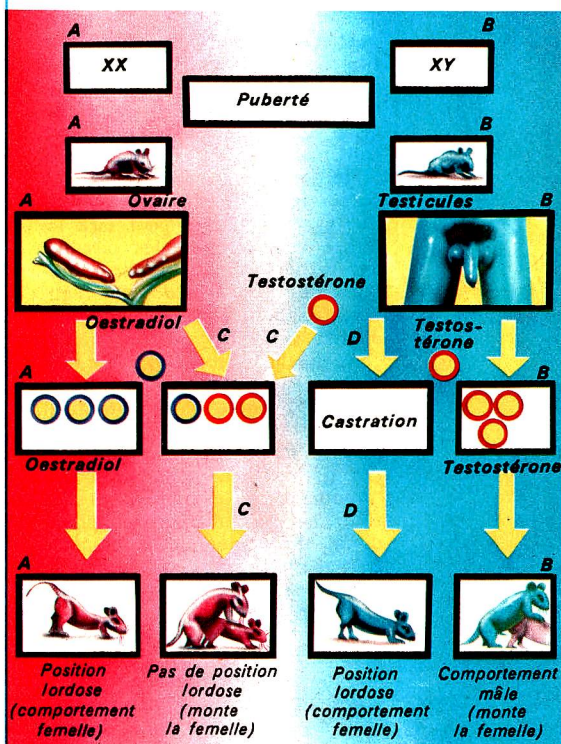 A
B
XX
XY
Puberté
A
B
Ovaire
Testicules
A
B
Testostérone
Oestradiol
C
C
D
Testos-
térone
A
B
Castration
Oestradiol
Testostérone
C
D
A
B
Position
lordose
(comportement
femelle)
Pas de position
lordose
(monte
la femelle)
Position
lordose
(comportement
femelle)
Comportement
mâle
(monte
la femelle)